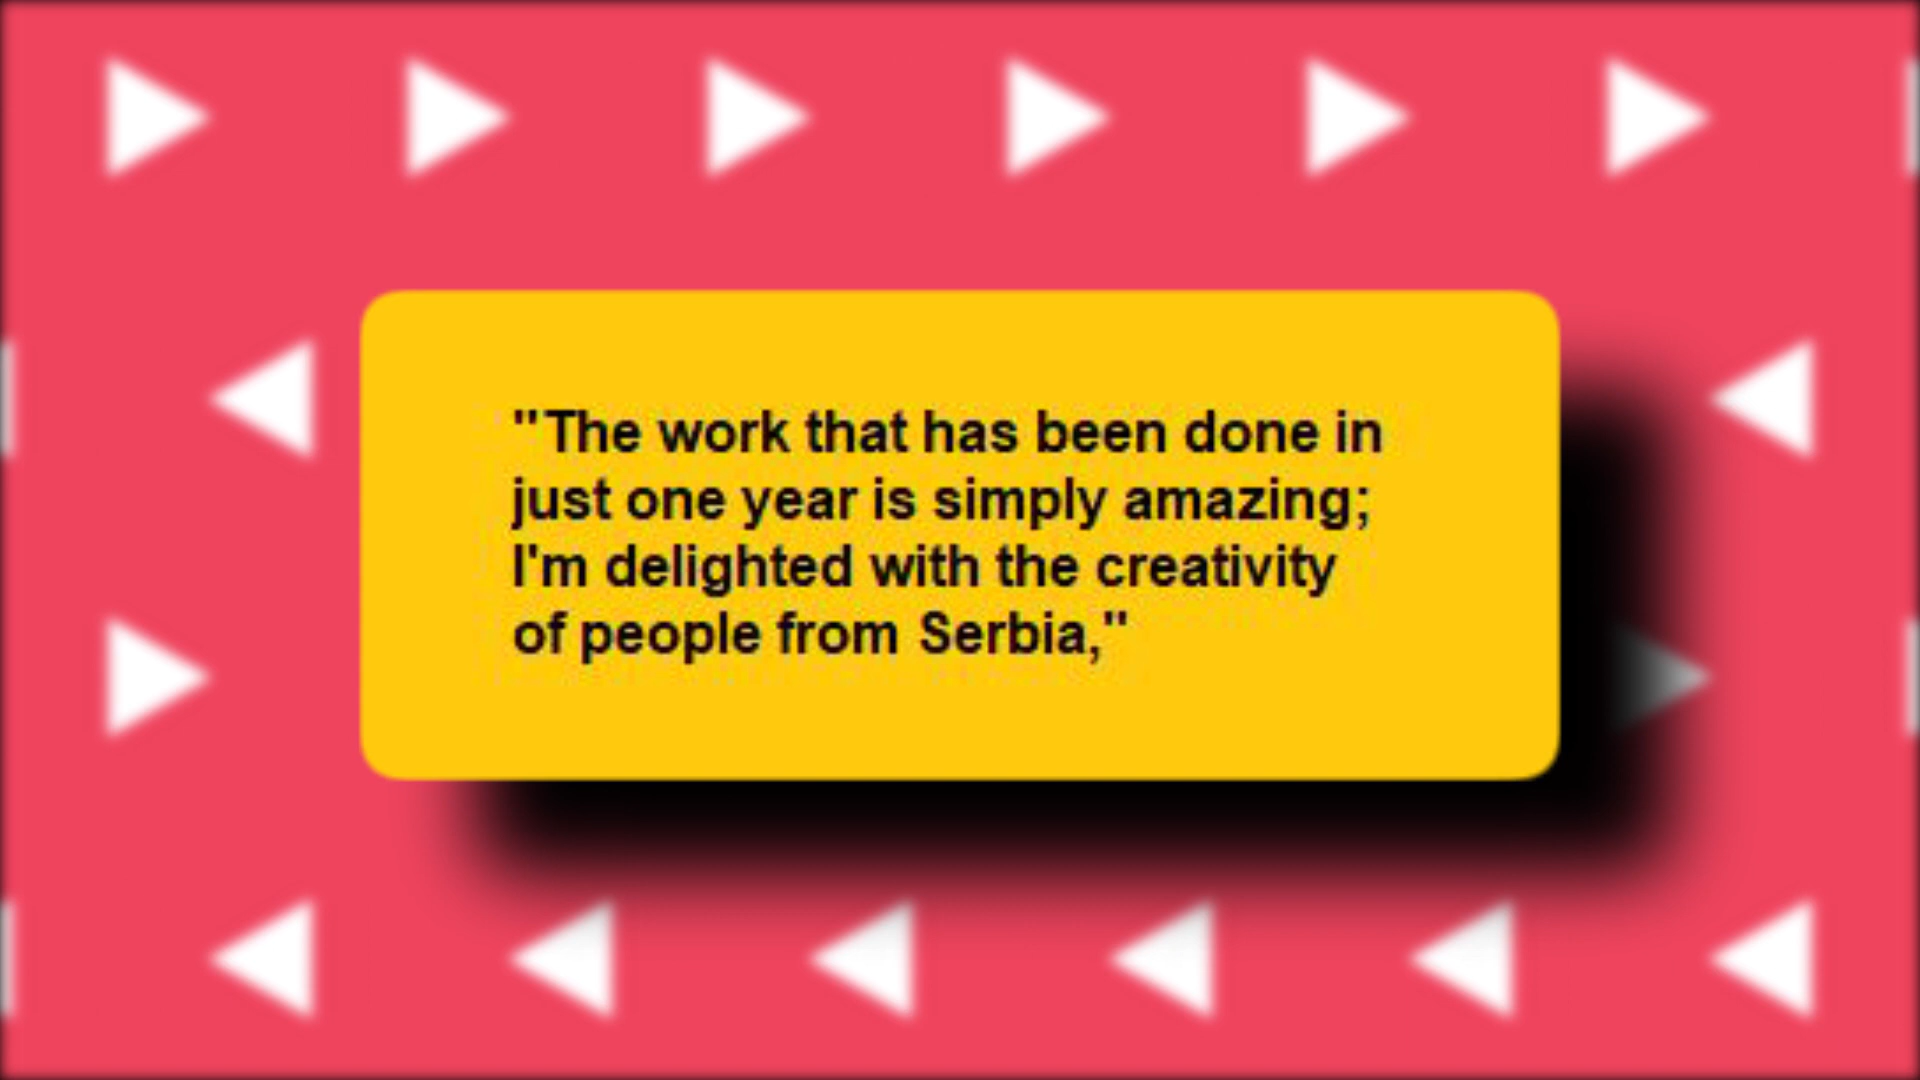 "The work that has been done in
just one year is simply amazing;
I'm delighted with the creativity
of people from Serbia,"